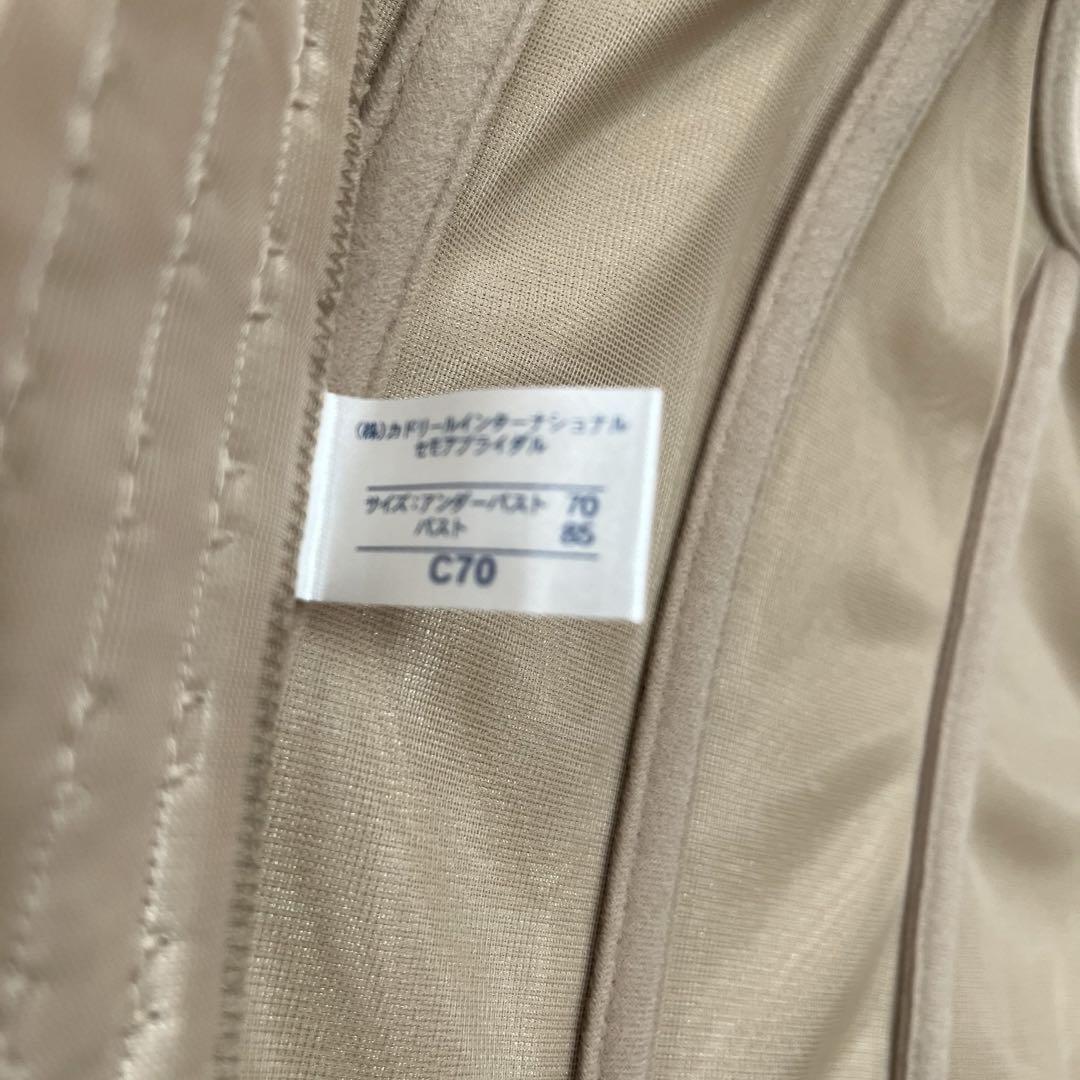 (株)カドリールインターナショナル
セモアブライダル
サイズ:アンダーバスト 70
バスト 85
C70